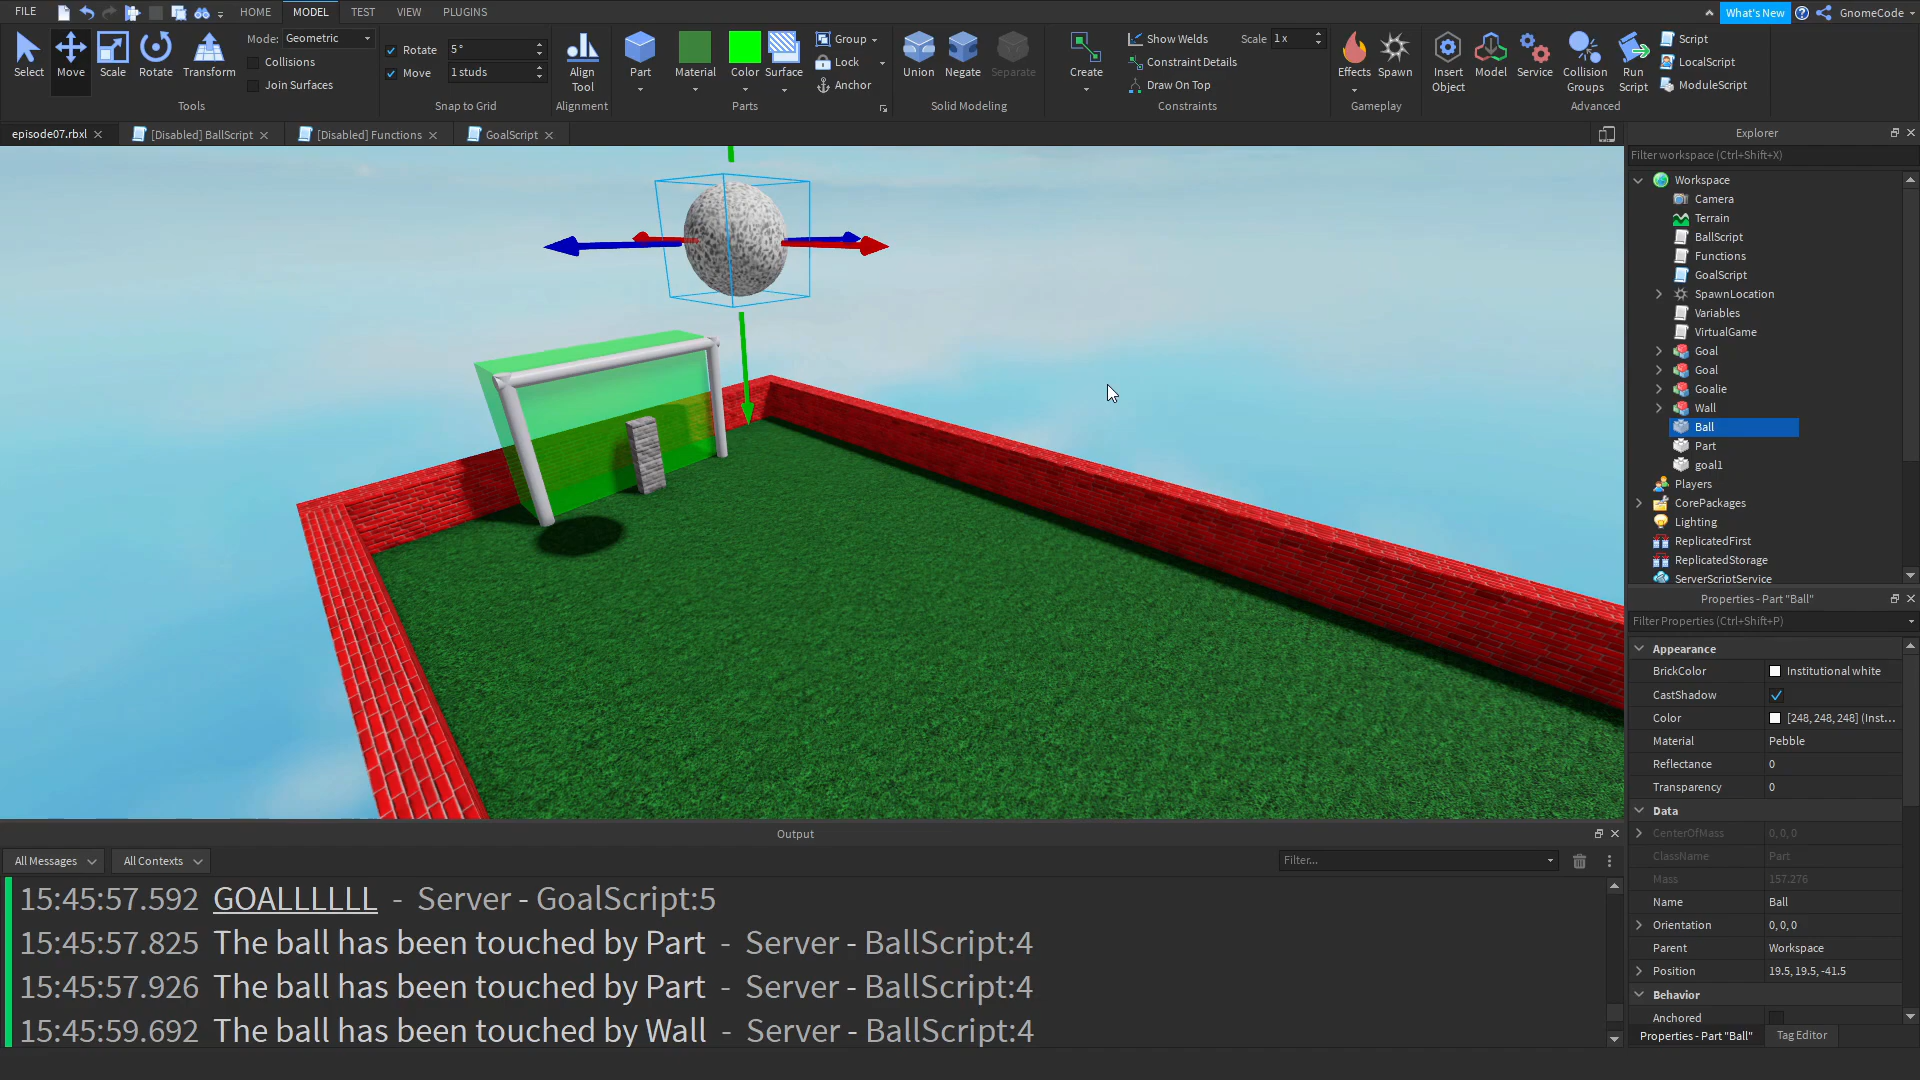 FILE HOME MODEL TEST VIEW PLUGINS What's New GnomeCode
Select Move Scale Rotate Transform
Mode: Geometric
Collisions
Join Surfaces
Tools
Rotate 5°
Move 1 studs
Snap to Grid
Align Tool
Alignment
Part Material Color Surface
Group
Lock
Anchor
Parts
Union Negate Separate
Solid Modeling
Create
Show Welds
Scale 1 x
Constraint Details
Draw On Top
Constraints
Effects Spawn
Gameplay
Insert Object Model Service Collision Groups Run Script
Script
LocalScript
ModuleScript
Advanced
episode07.rbxl [Disabled] BallScript [Disabled] Functions GoalScript
Explorer
Filter workspace (Ctrl+Shift+X)
Workspace
Camera
Terrain
BallScript
Functions
GoalScript
SpawnLocation
Variables
VirtualGame
Goal
Goal
Goalie
Wall
Ball
Part
goal1
Players
CorePackages
Lighting
ReplicatedFirst
ReplicatedStorage
ServerScriptService
Properties - Part "Ball"
Filter Properties (Ctrl+Shift+P)
Appearance
BrickColor Institutional white
CastShadow
Color [248, 248, 248] (Inst...
Material Pebble
Reflectance 0
Transparency 0
Data
CenterOfMass 0, 0, 0
ClassName Part
Mass 157.276
Name Ball
Orientation 0, 0, 0
Parent Workspace
Position 19.5, 19.5, -41.5
Behavior
Anchored
Properties - Part "Ball" Tag Editor
Output
All Messages All Contexts Filter...
15:45:57.592 GOALLLLLL - Server - GoalScript:5
15:45:57.825 The ball has been touched by Part - Server - BallScript:4
15:45:57.926 The ball has been touched by Part - Server - BallScript:4
15:45:59.692 The ball has been touched by Wall - Server - BallScript:4